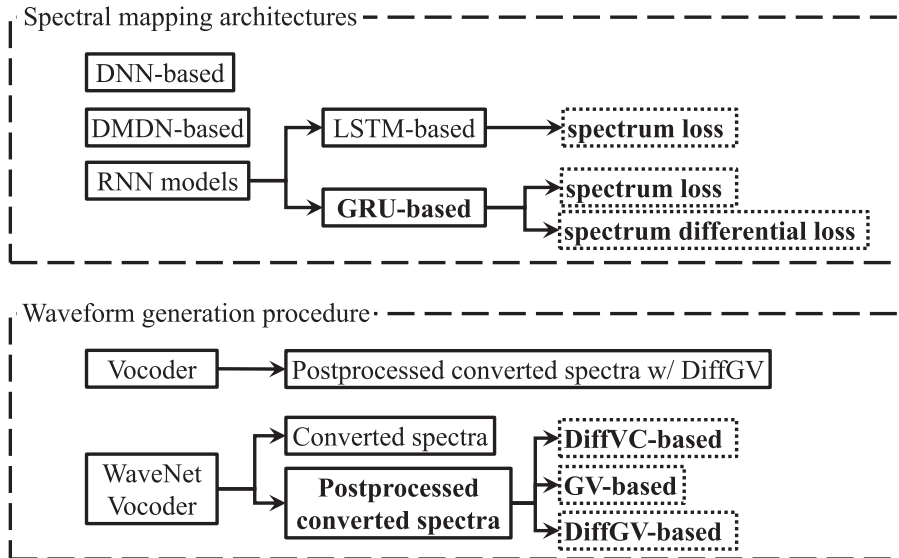 Spectral mapping architectures
DNN-based
DMDN-based
LSTM-based
spectrum loss
RNN models
spectrum loss
GRU-based
spectrum differential loss
Waveform generation procedure
Vocoder
Postprocessed converted spectra w/ DiffGV
Converted spectra
DiffVC-based
WaveNet
Vocoder
Postprocessed
converted spectra
GV-based
DiffGV-based